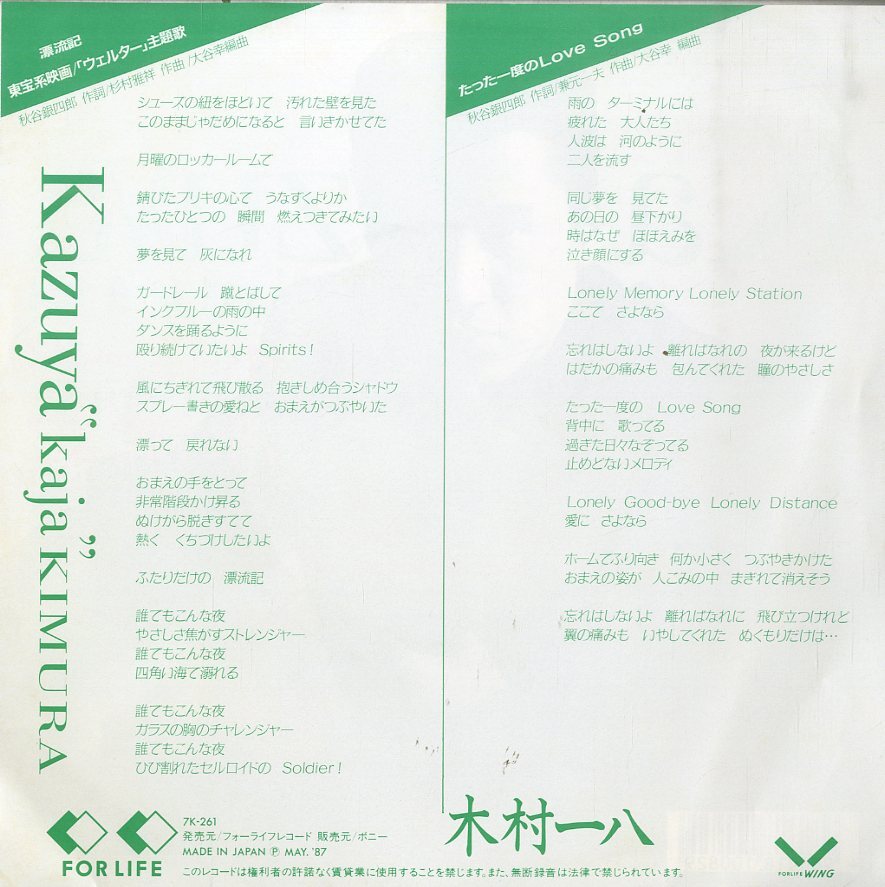 漂流記
東宝系映画/「ウェルター」主題歌
秋谷銀四郎 作詞/杉村雅祥 作曲/大谷幸編曲
シューズの紐をほどいて　汚れた壁を見た
このままじゃだめになると　言いきかせてた
月曜のロッカールームで
錆びたブリキの心で　うなずくよりか
たったひとつの　瞬間　燃えつきてみたい
夢を見て　灰になれ
ガードレール　蹴とばして
インクブルーの雨の中
ダンスを踊るように
殴り続けていたいよ　Spirits!
風にちぎれて飛び散る　抱きしめ合うシャドウ
スプレー書きの愛ねと　おまえがつぶやいた
漂って　戻れない
おまえの手をとって
非常階段かけ昇る
ぬけがら脱ぎすてて
熱く　くちづけしたいよ
ふたりだけの　漂流記
誰でもこんな夜
やさしさ焦がすストレンジャー
誰でもこんな夜
四角い海で溺れる
誰でもこんな夜
ガラスの胸のチャレンジャー
誰でもこんな夜
ひび割れたセルロイドの　Soldier!
たった一度のLove Song
秋谷銀四郎 作詞/兼元一夫 作曲/大谷幸 編曲
雨の　ターミナルには
疲れた　大人たち
人波は　河のように
二人を流す
同じ夢を　見てた
あの日の　昼下がり
時はなぜ　ほほえみを
泣き顔にする
Lonely Memory Lonely Station
ここで　さよなら
忘れはしないよ　離ればなれの　夜が来るけど
はだかの痛みも　包んでくれた　瞳のやさしさ
たった一度の　Love Song
背中に　歌ってる
過ぎた日々なぞってる
止めどないメロディ
Lonely Good-bye Lonely Distance
愛に　さよなら
ホームでふり向き　何か小さく　つぶやきかけた
おまえの姿が　人ごみの中　まぎれて消えそう
忘れはしないよ　離ればなれに　飛び立つけれど
翼の痛みも　いやしてくれた　ぬくもりだけは…
Kazuya "kaja" KIMURA
木村一八
FOR LIFE
7K-261
発売元/フォーライフレコード 販売元/ポニー
MADE IN JAPAN Ⓟ MAY. '87
このレコードは権利者の許諾なく賃貸業に使用することを禁じます。また、無断録音は法律で禁じられています。
FORLIFE WING